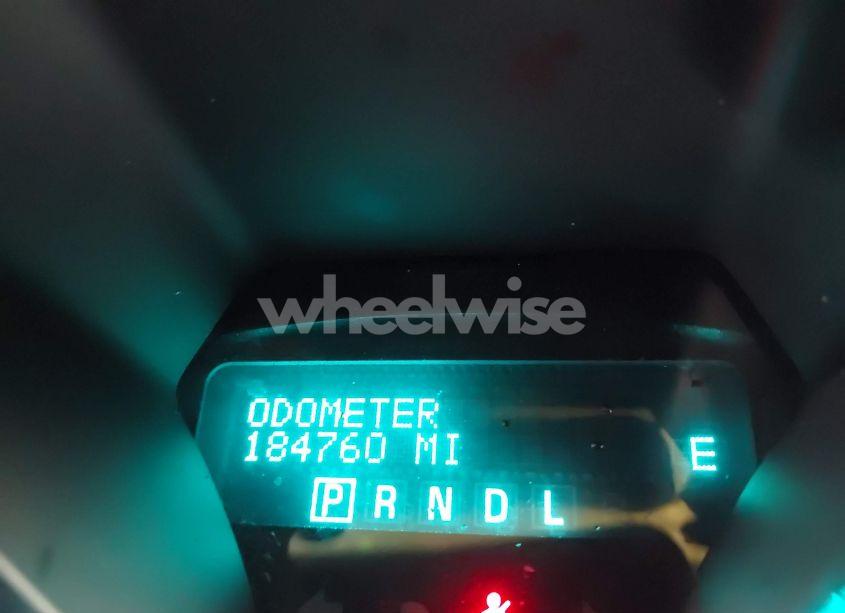 wheelwise
ODOMETER
184760 MI
E
P R N D L